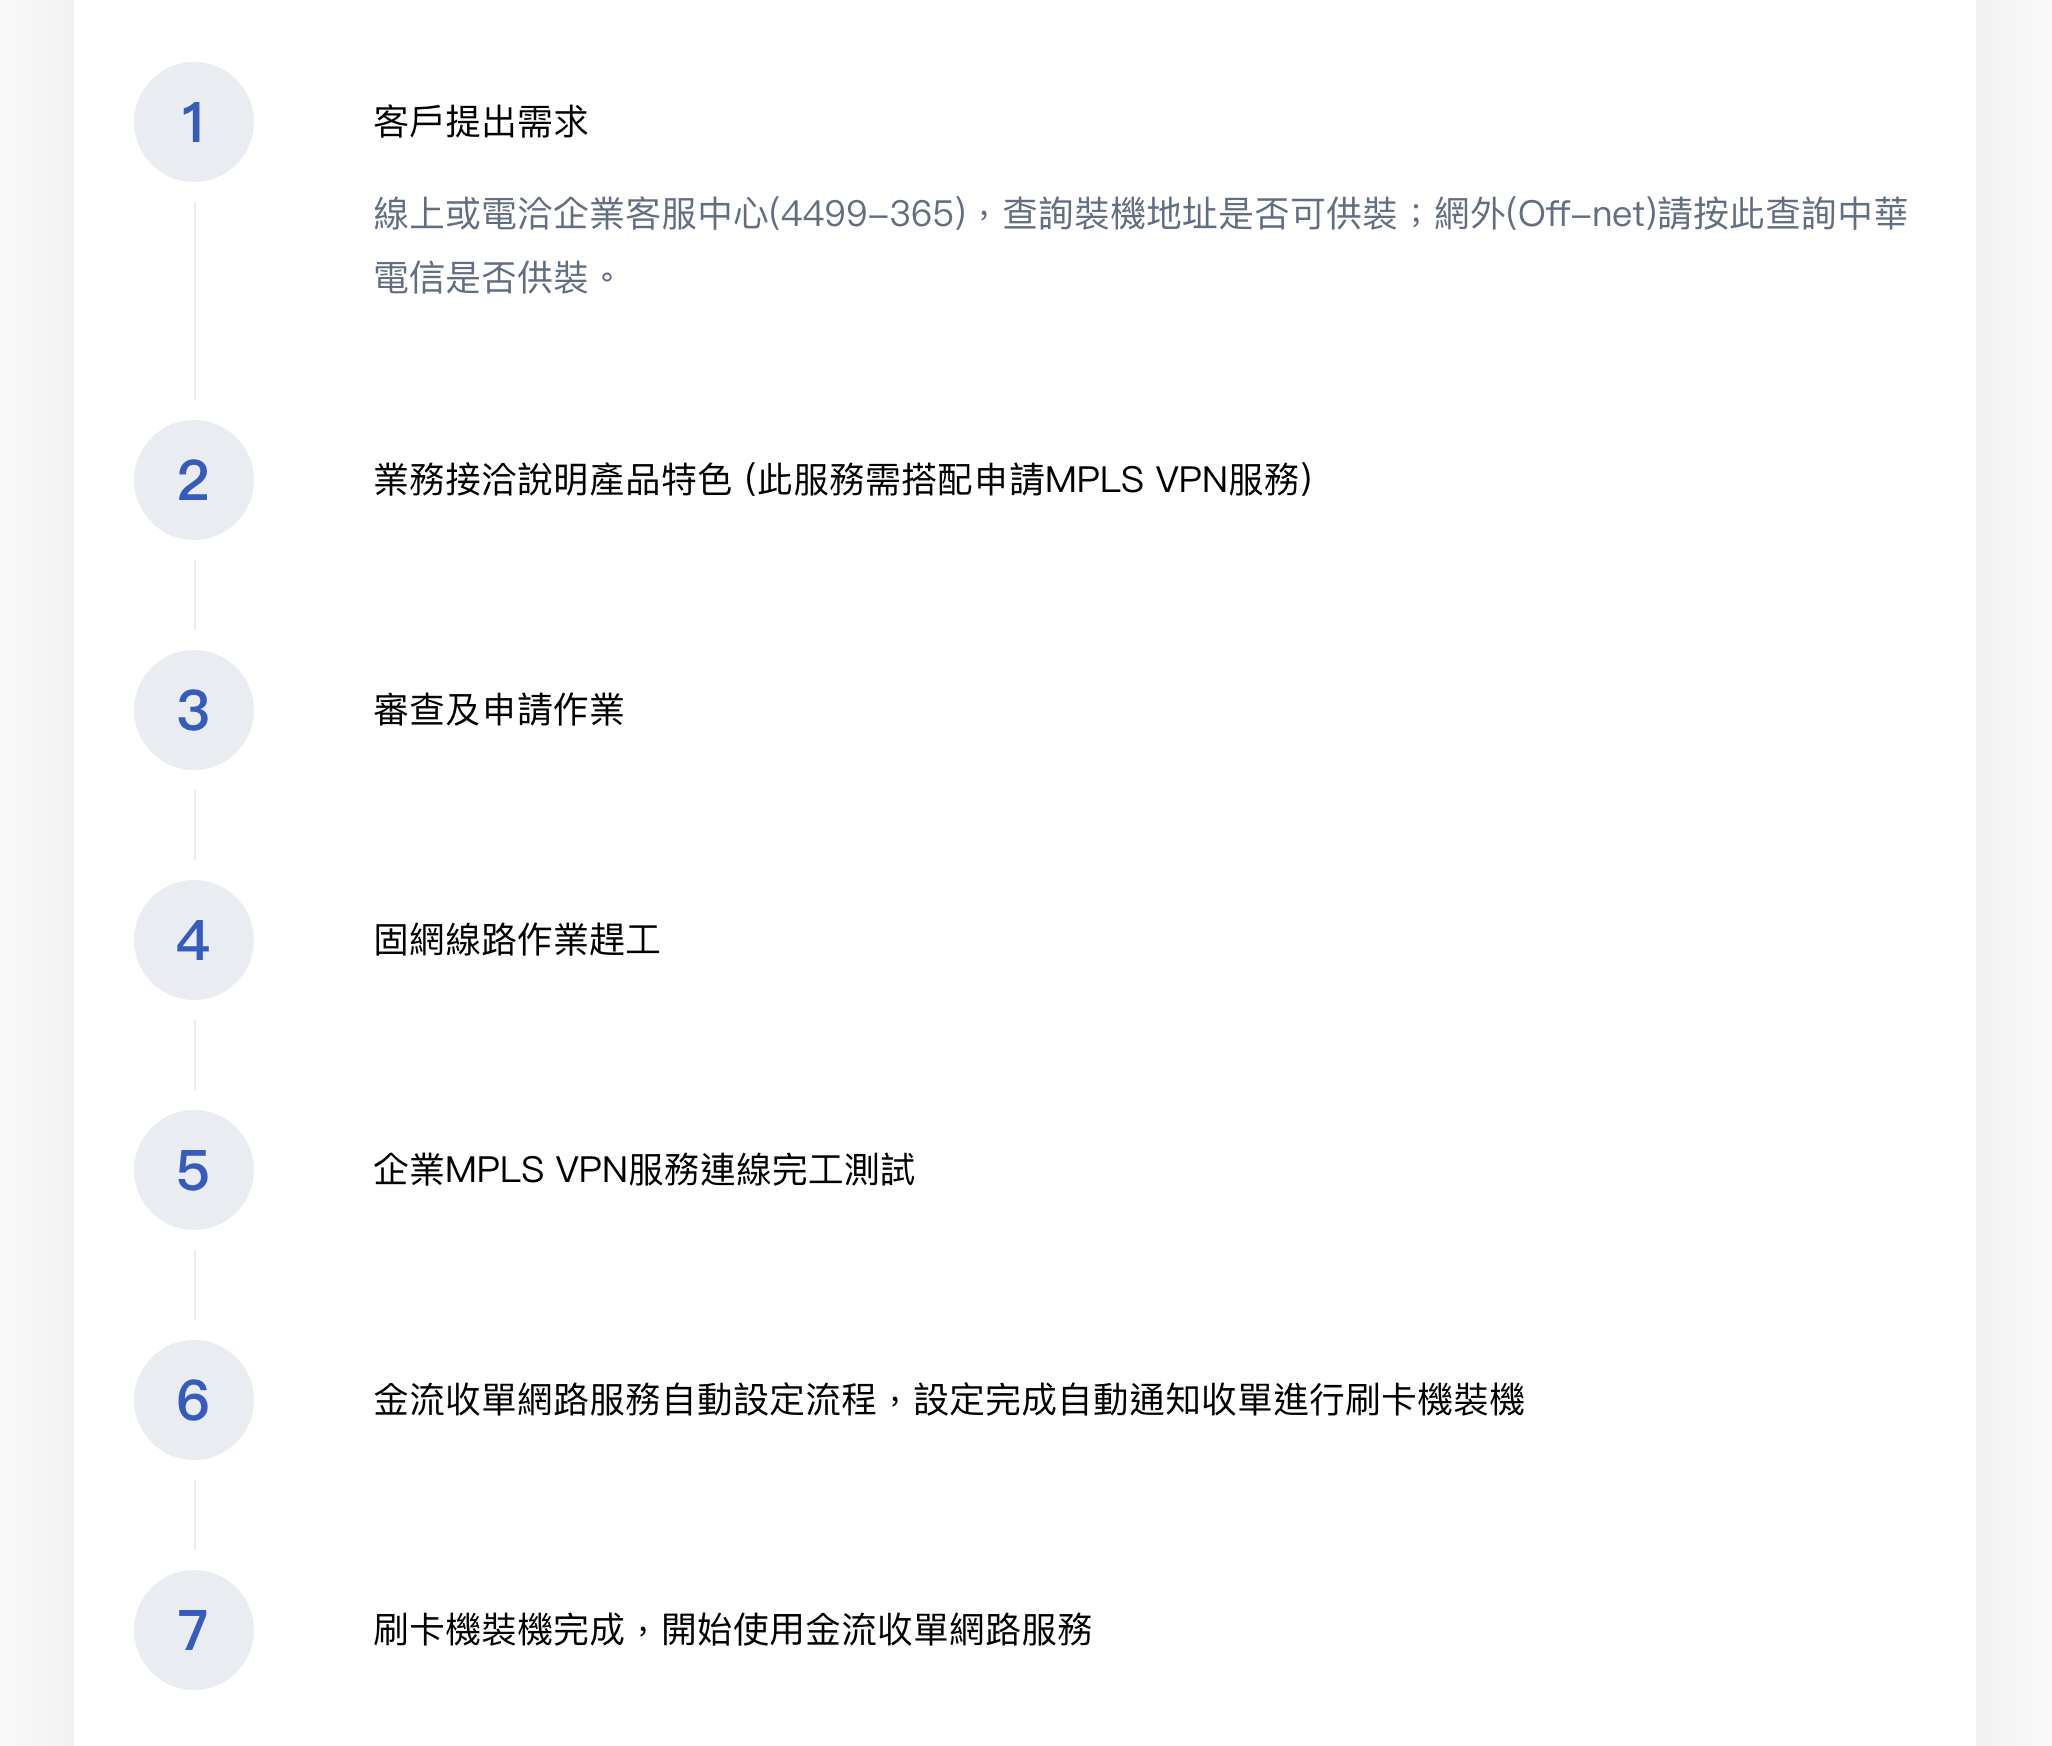 1
客戶提出需求
線上或電洽企業客服中心(4499-365)，查詢裝機地址是否可供裝；網外(Off-net)請按此查詢中華
電信是否供裝。
2
業務接洽說明產品特色 (此服務需搭配申請MPLS VPN服務)
3
審查及申請作業
4
固網線路作業趕工
5
企業MPLS VPN服務連線完工測試
6
金流收單網路服務自動設定流程，設定完成自動通知收單進行刷卡機裝機
7
刷卡機裝機完成，開始使用金流收單網路服務